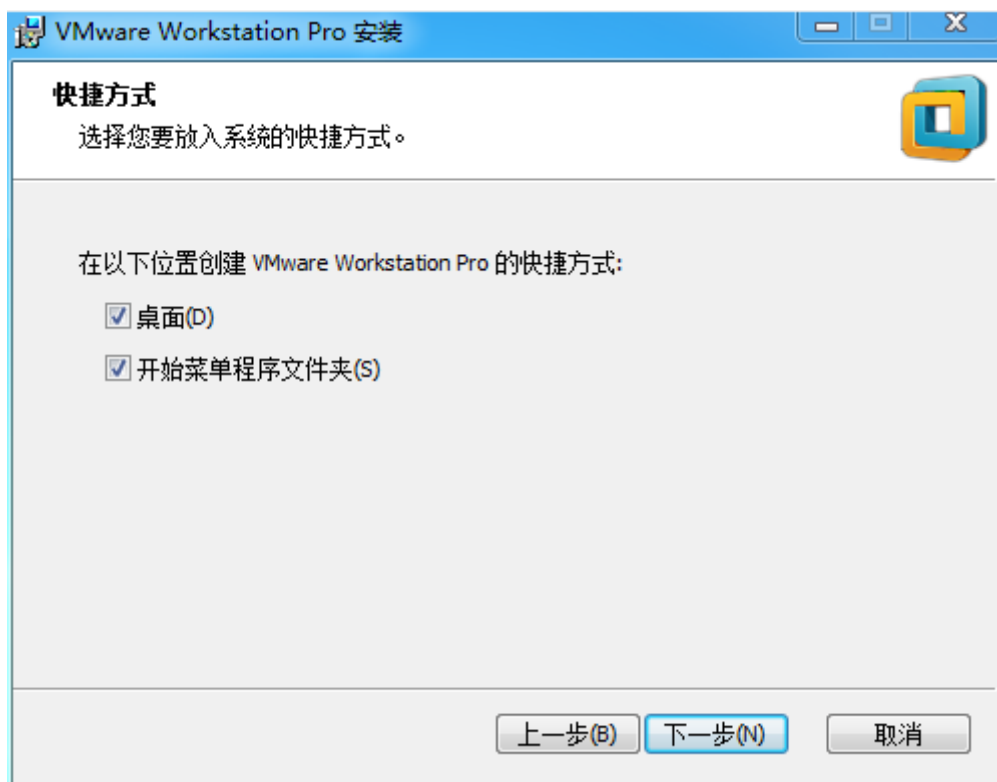 VMware Workstation Pro 安装
快捷方式
选择您要放入系统的快捷方式。
在以下位置创建 VMware Workstation Pro 的快捷方式:
桌面(D)
开始菜单程序文件夹(S)
上一步(B) 下一步(N) 取消